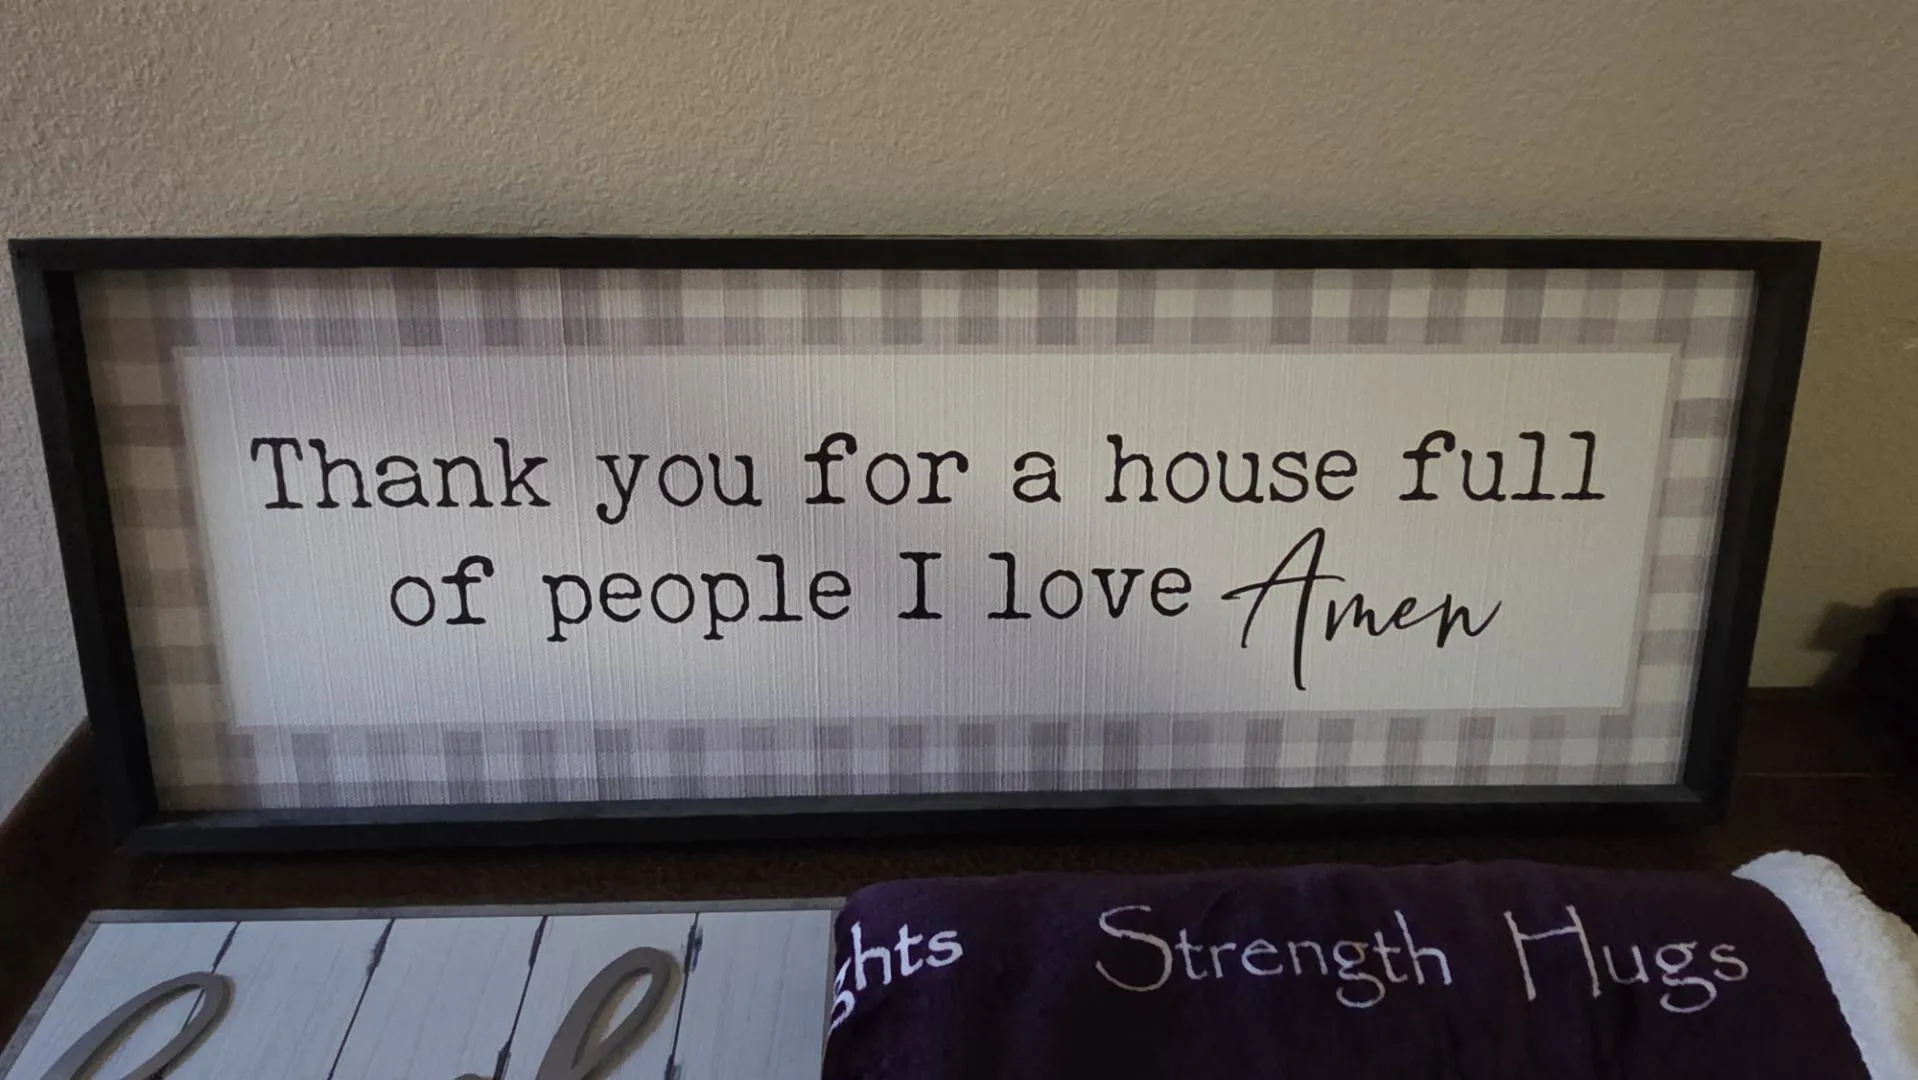 Thank you for a house full
of people I love Amen
Strength Hugs